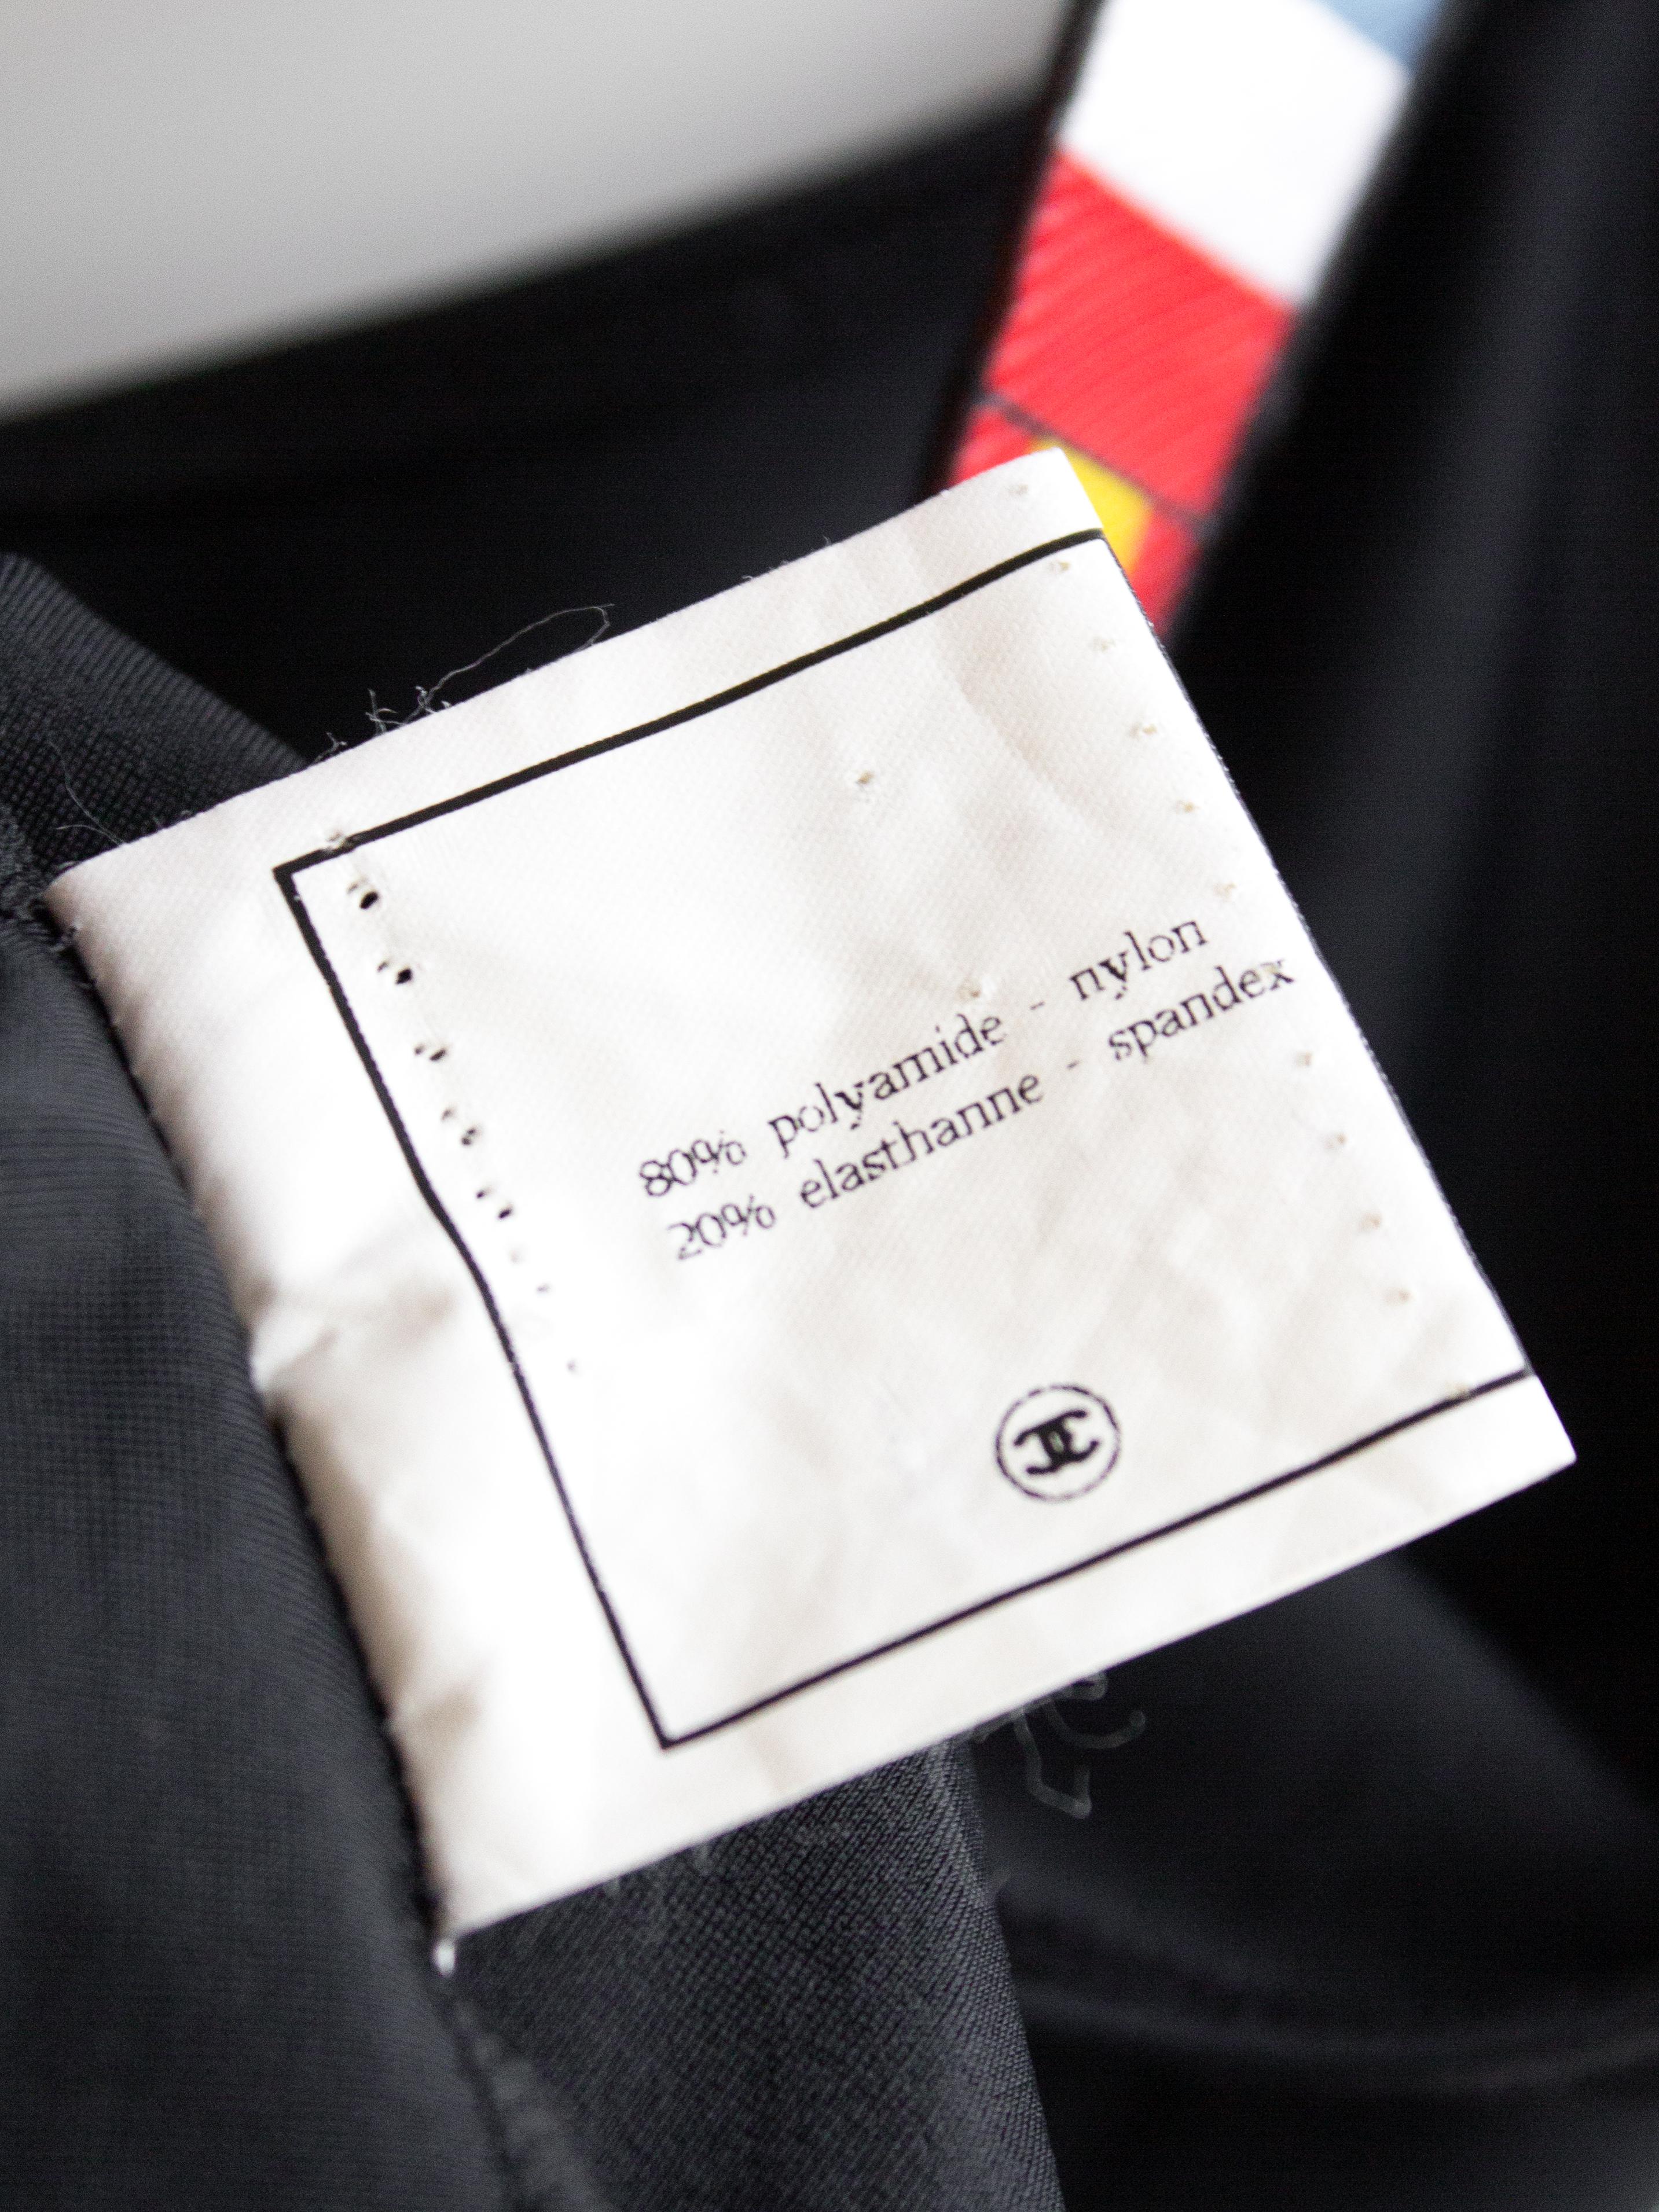 80% polyamide - nylon
20% elasthanne - spandex